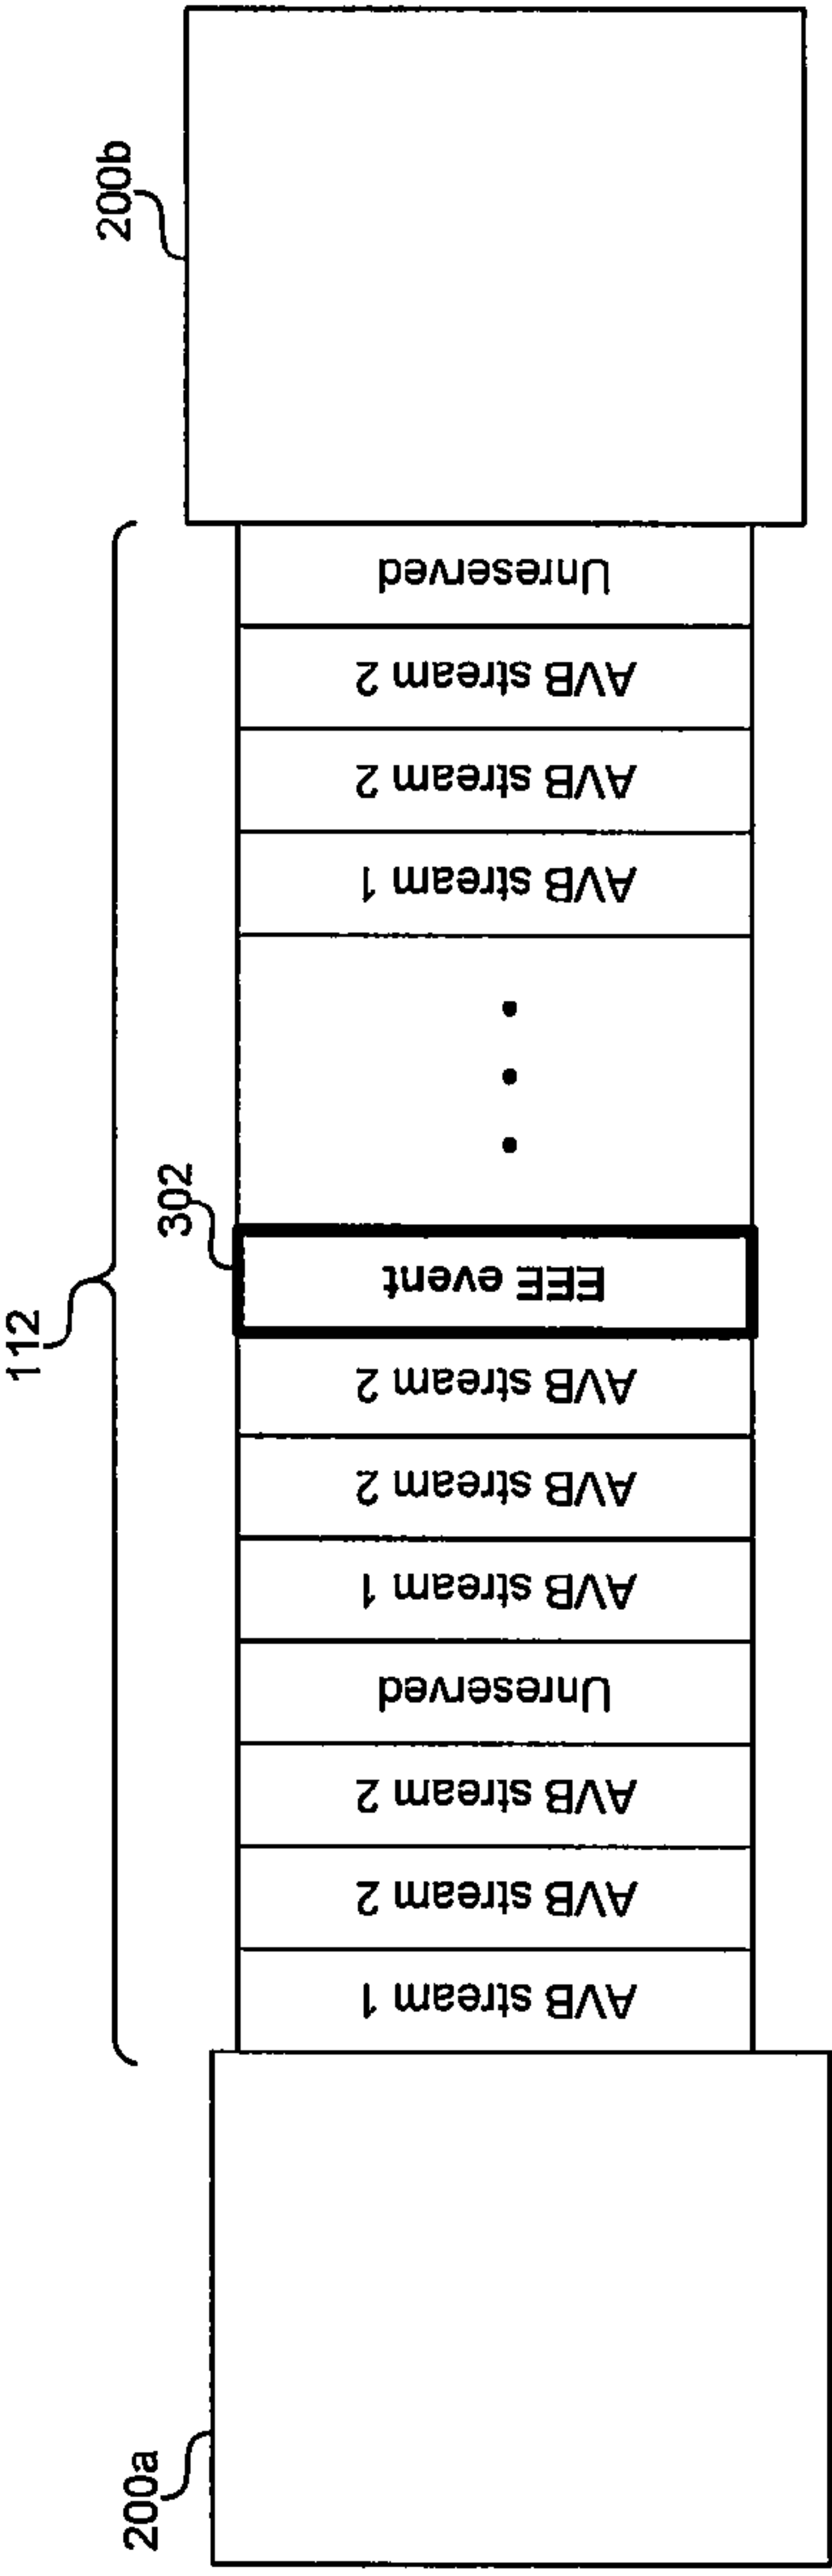 112
200a
302
200b
AVB stream 1
AVB stream 2
AVB stream 2
Unreserved
AVB stream 1
AVB stream 2
AVB stream 2
EEE event
• • •
AVB stream 1
AVB stream 2
AVB stream 2
Unreserved